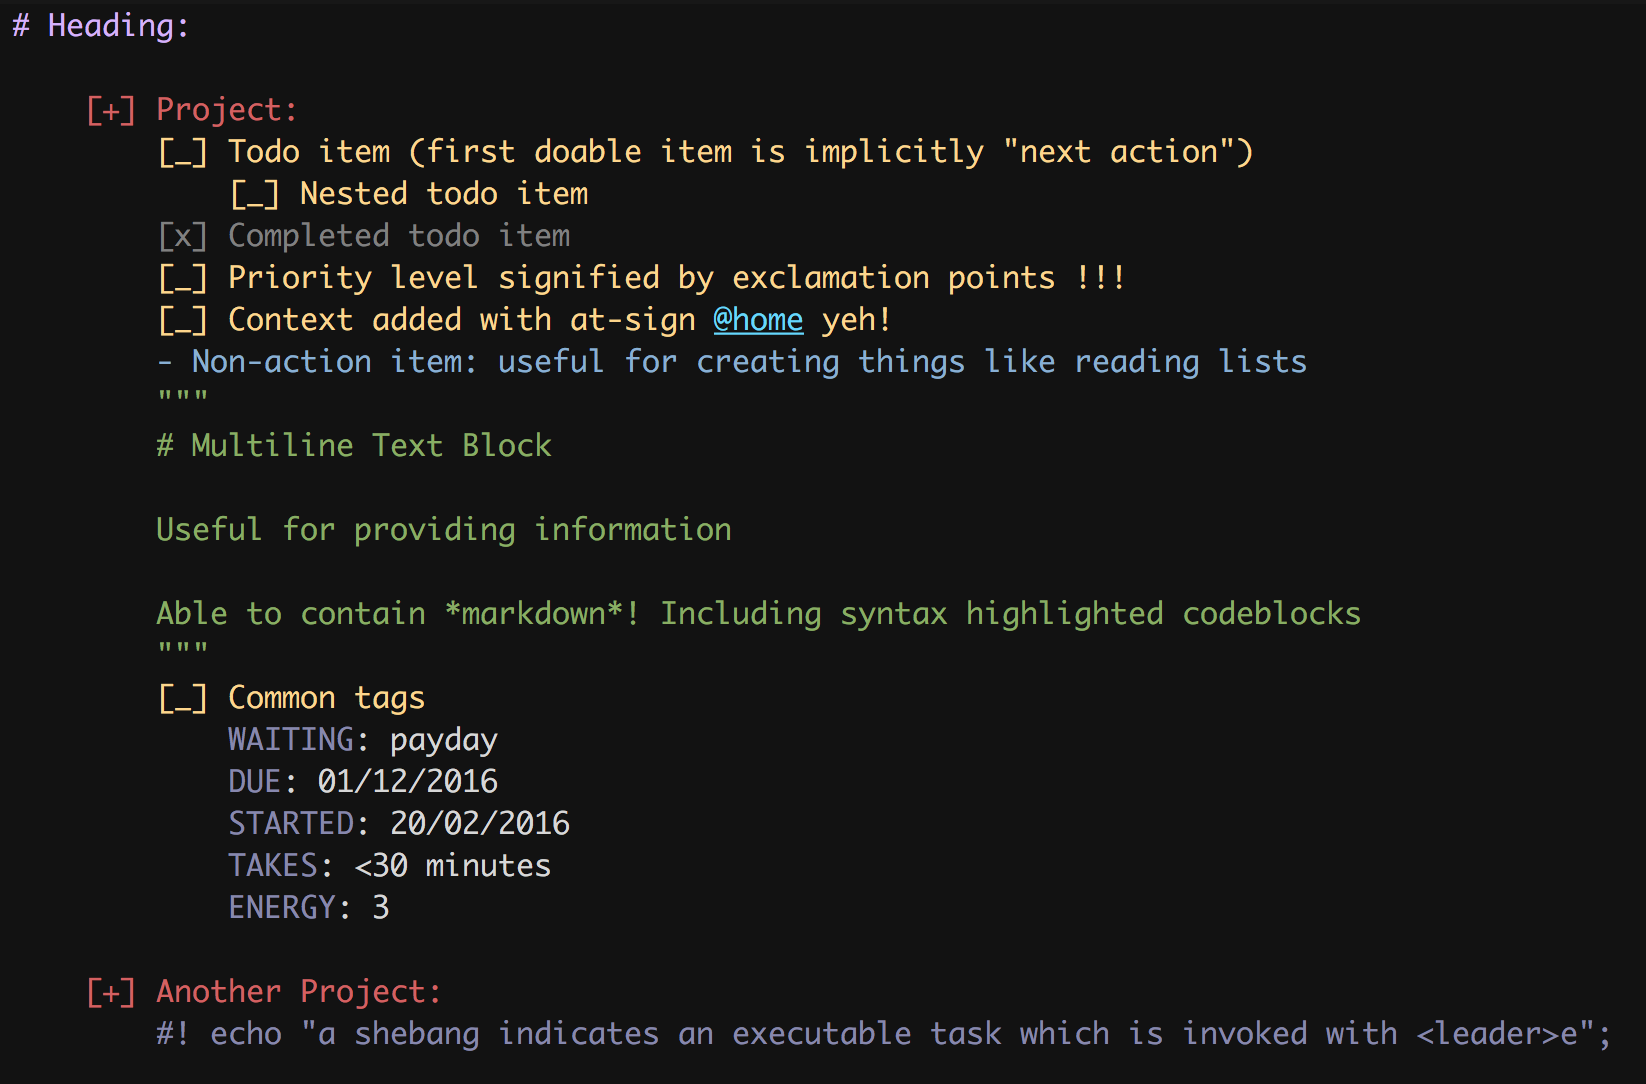 # Heading:
[+] Project:
[_] Todo item (first doable item is implicitly "next action")
[_] Nested todo item
[x] Completed todo item
[_] Priority level signified by exclamation points !!!
[_] Context added with at-sign @home yeh!
- Non-action item: useful for creating things like reading lists
"""
# Multiline Text Block
Useful for providing information
Able to contain *markdown*! Including syntax highlighted codeblocks
"""
[_] Common tags
WAITING: payday
DUE: 01/12/2016
STARTED: 20/02/2016
TAKES: <30 minutes
ENERGY: 3
[+] Another Project:
#! echo "a shebang indicates an executable task which is invoked with <leader>e";